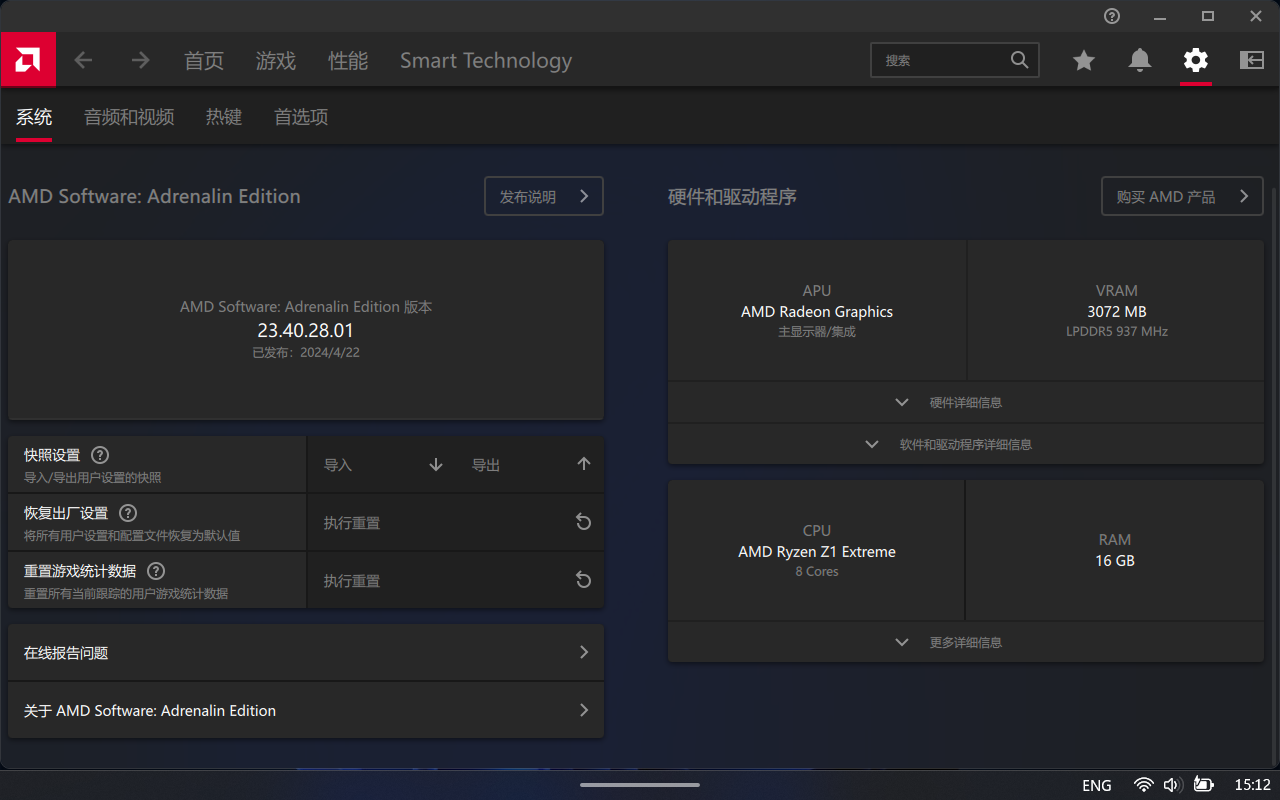 首页
游戏
性能
Smart Technology
搜索
系统
音频和视频
热键
首选项
AMD Software: Adrenalin Edition
发布说明
AMD Software: Adrenalin Edition 版本
23.40.28.01
已发布: 2024/4/22
快照设置
导入/导出用户设置的快照
导入
导出
恢复出厂设置
将所有用户设置和配置文件恢复为默认值
执行重置
重置游戏统计数据
重置所有当前跟踪的用户游戏统计数据
执行重置
在线报告问题
关于 AMD Software: Adrenalin Edition
硬件和驱动程序
购买 AMD 产品
APU
AMD Radeon Graphics
主显示器/集成
VRAM
3072 MB
LPDDR5 937 MHz
硬件详细信息
软件和驱动程序详细信息
CPU
AMD Ryzen Z1 Extreme
8 Cores
RAM
16 GB
更多详细信息
ENG
15:12